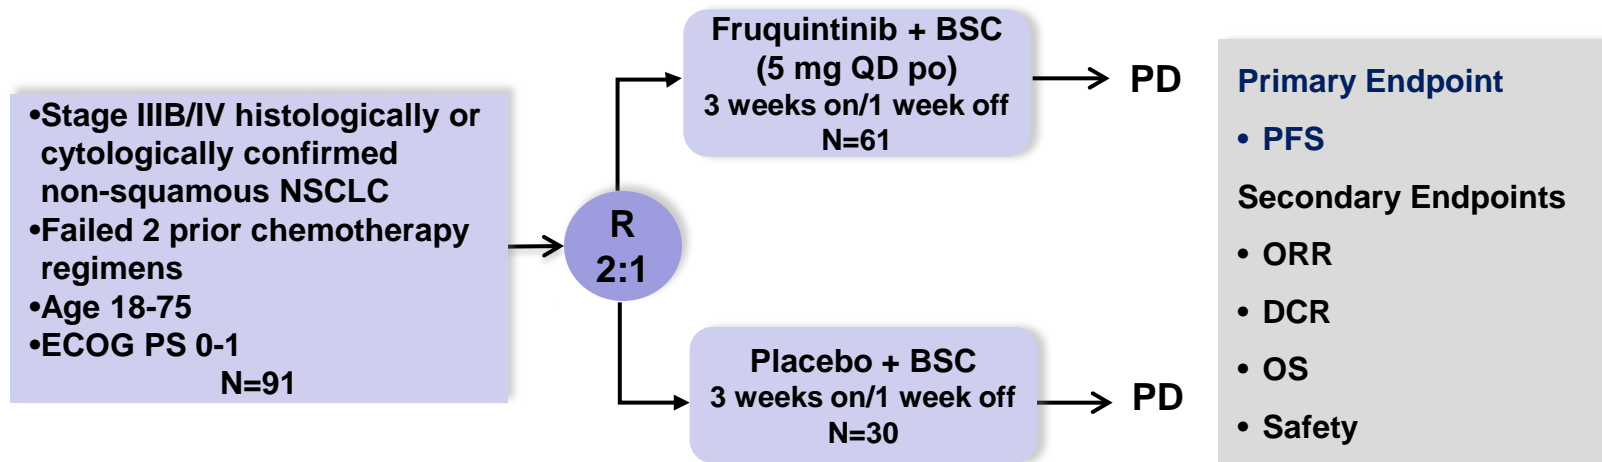 •Stage IIIB/IV histologically or
cytologically confirmed
non-squamous NSCLC
•Failed 2 prior chemotherapy
regimens
•Age 18-75
•ECOG PS 0-1
N=91
R
2:1
Fruquintinib + BSC
(5 mg QD po)
3 weeks on/1 week off
N=61
PD
Placebo + BSC
3 weeks on/1 week off
N=30
PD
Primary Endpoint
• PFS
Secondary Endpoints
• ORR
• DCR
• OS
• Safety